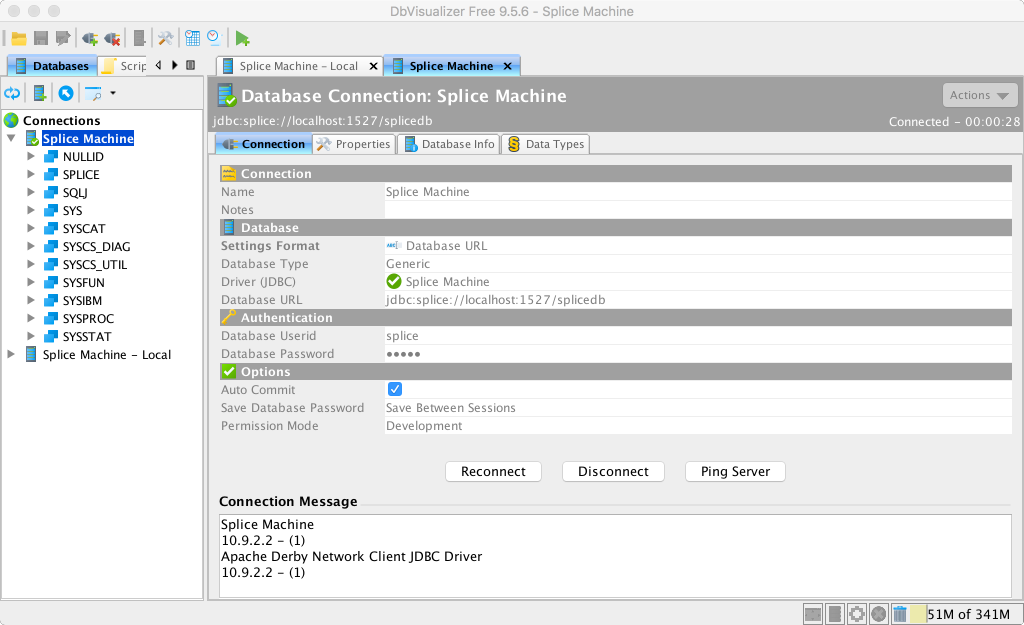 DbVisualizer Free 9.5.6 - Splice Machine
Databases
Scrip
Splice Machine – Local
Splice Machine
Database Connection: Splice Machine
Actions
jdbc:splice://localhost:1527/splicedb
Connected – 00:00:28
Connections
Splice Machine
NULLID
SPLICE
SQLJ
SYS
SYSCAT
SYSCS_DIAG
SYSCS_UTIL
SYSFUN
SYSIBM
SYSPROC
SYSSTAT
Splice Machine – Local
Connection
Properties
Database Info
Data Types
Connection
Name Splice Machine
Notes
Database
Settings Format Database URL
Database Type Generic
Driver (JDBC) Splice Machine
Database URL jdbc:splice://localhost:1527/splicedb
Authentication
Database Userid splice
Database Password •••••
Options
Auto Commit
Save Database Password Save Between Sessions
Permission Mode Development
Reconnect
Disconnect
Ping Server
Connection Message
Splice Machine
10.9.2.2 – (1)
Apache Derby Network Client JDBC Driver
10.9.2.2 – (1)
51M of 341M